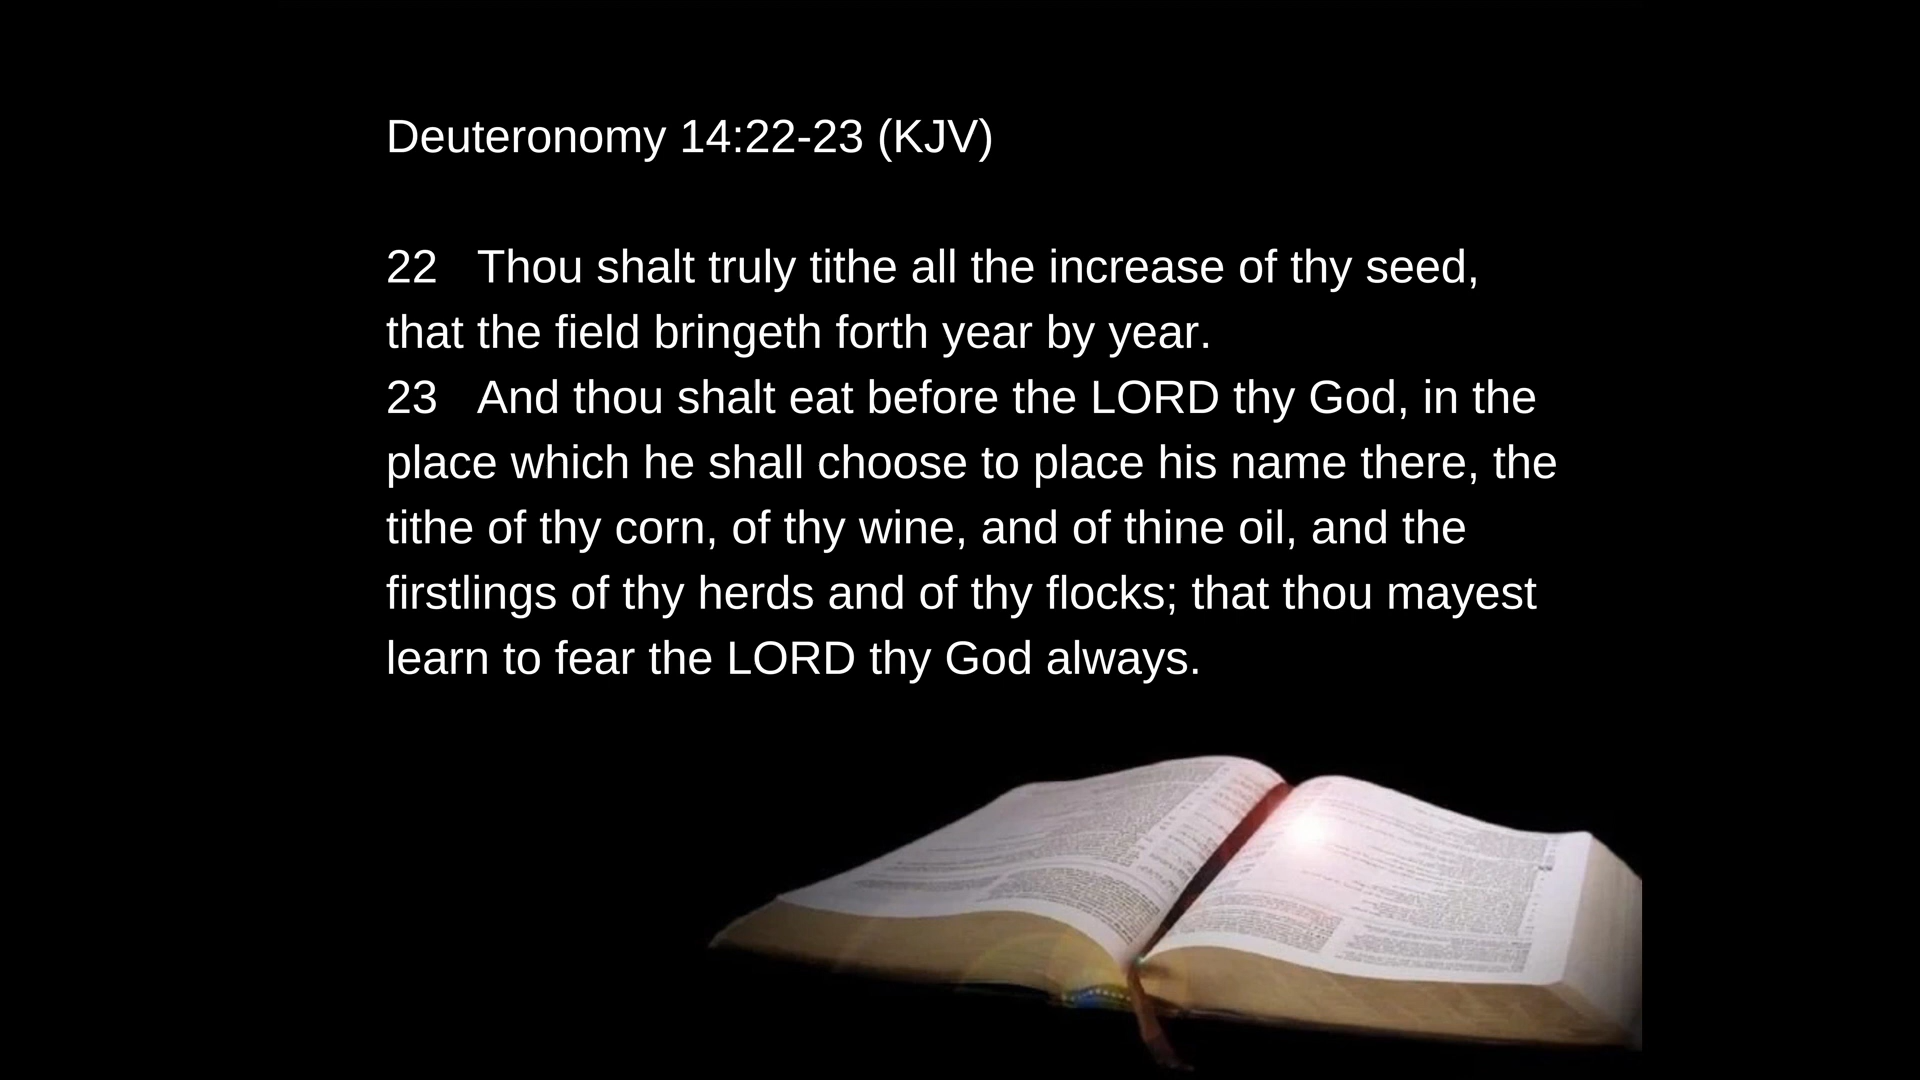 Deuteronomy 14:22-23 (KJV)
22 Thou shalt truly tithe all the increase of thy seed,
that the field bringeth forth year by year.
23 And thou shalt eat before the LORD thy God, in the
place which he shall choose to place his name there, the
tithe of thy corn, of thy wine, and of thine oil, and the
firstlings of thy herds and of thy flocks; that thou mayest
learn to fear the LORD thy God always.